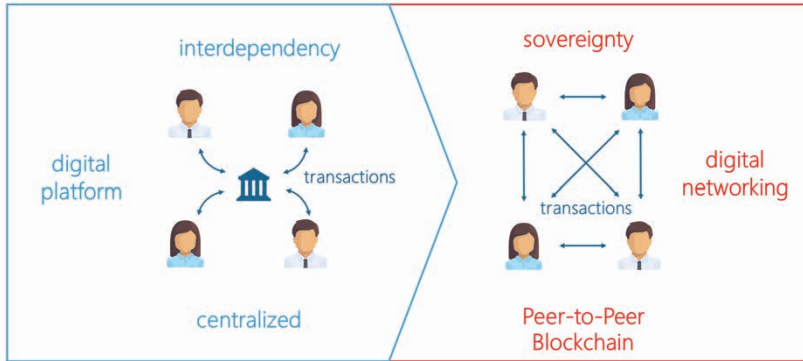 interdependency
digital
platform
transactions
centralized
sovereignty
digital
networking
transactions
Peer-to-Peer
Blockchain